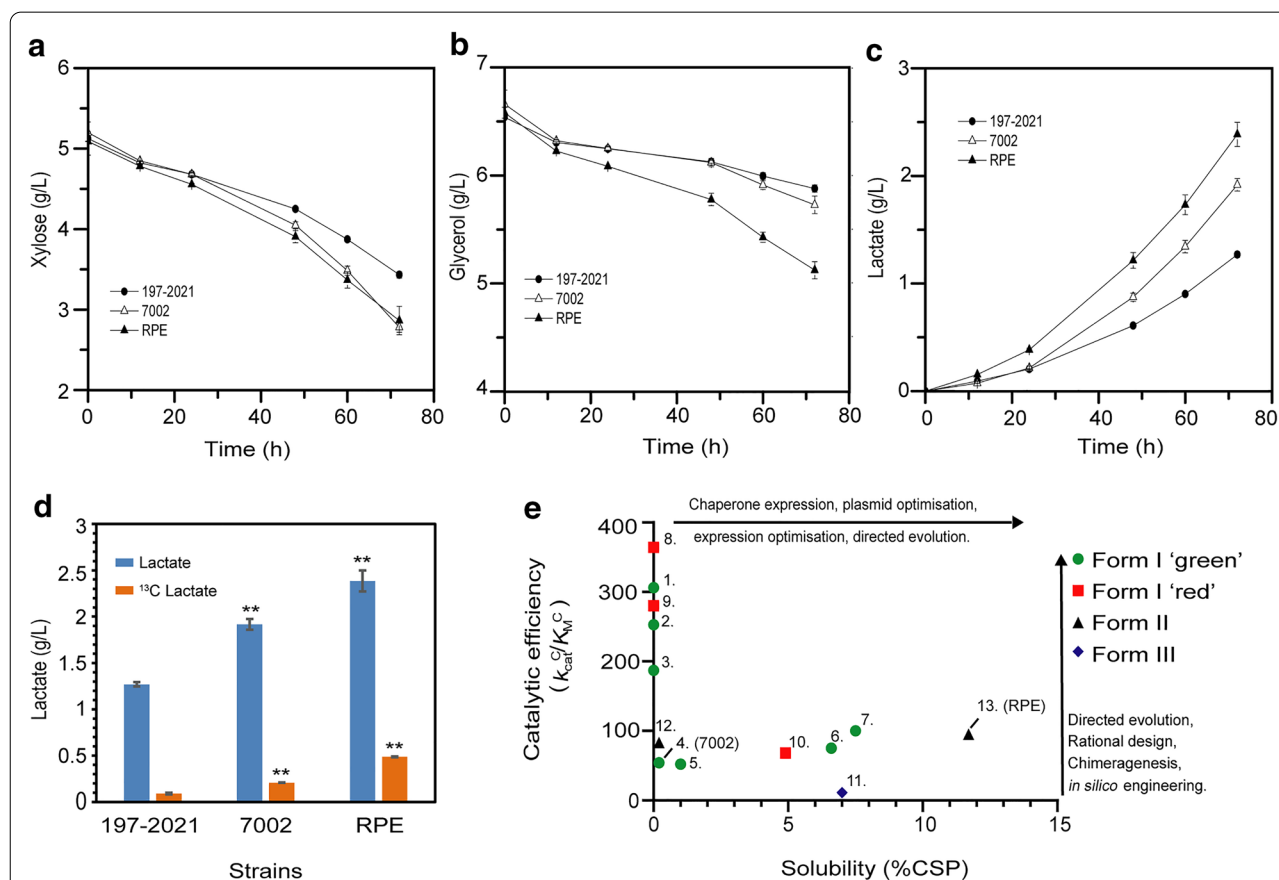 a
6
5
4
3
2
Xylose (g/L)
197-2021
7002
RPE
0
20
40
60
80
Time (h)
b
7
6
5
4
Glycerol (g/L)
197-2021
7002
RPE
0
20
40
60
80
Time (h)
c
3
2
1
0
Lactate (g/L)
197-2021
7002
RPE
0
20
40
60
80
Time (h)
d
3
2.5
2
1.5
1
0.5
0
Lactate (g/L)
Lactate
¹³C Lactate
**
**
**
**
197-2021
7002
RPE
Strains
e
Chaperone expression, plasmid optimisation,
expression optimisation, directed evolution.
400
300
200
100
0
Catalytic efficiency
(kcatᶜ/KMᶜ)
8.
1.
9.
2.
3.
12.
4. (7002)
5.
10.
6.
7.
11.
13. (RPE)
0
5
10
15
Solubility (%CSP)
Form I 'green'
Form I 'red'
Form II
Form III
Directed evolution,
Rational design,
Chimeragenesis,
in silico engineering.